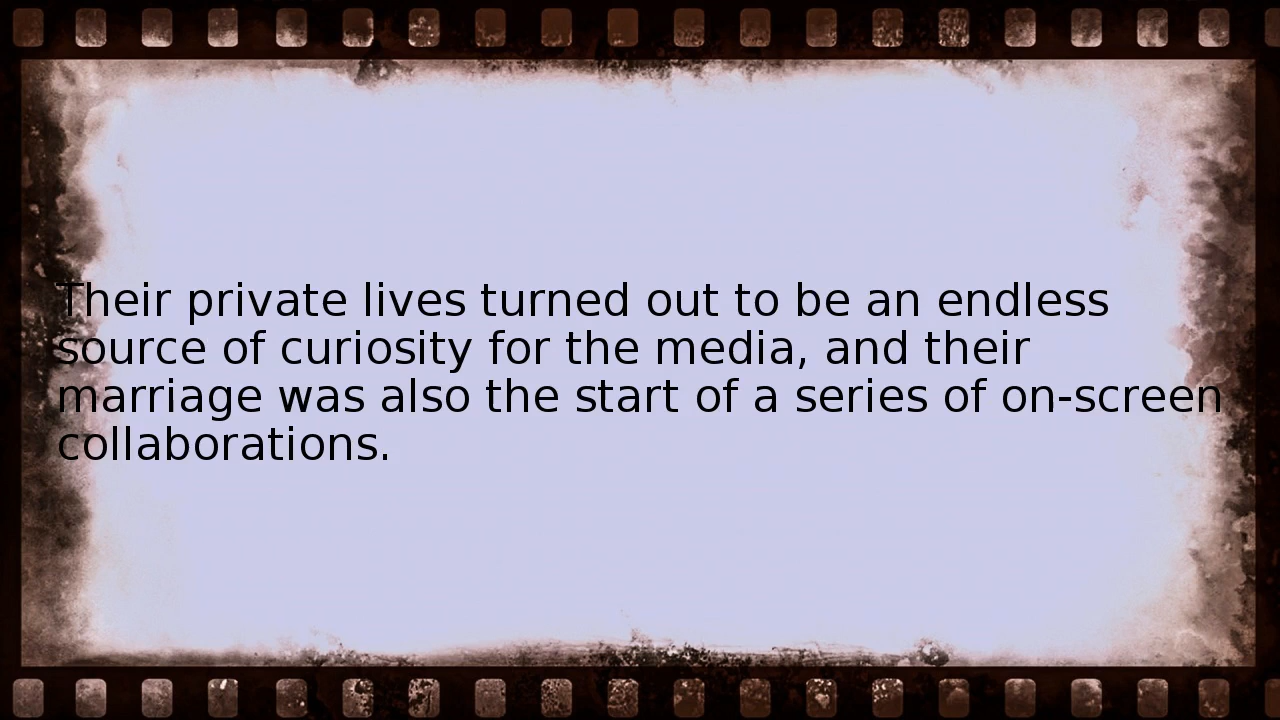 Their private lives turned out to be an endless
source of curiosity for the media, and their
marriage was also the start of a series of on-screen
collaborations.